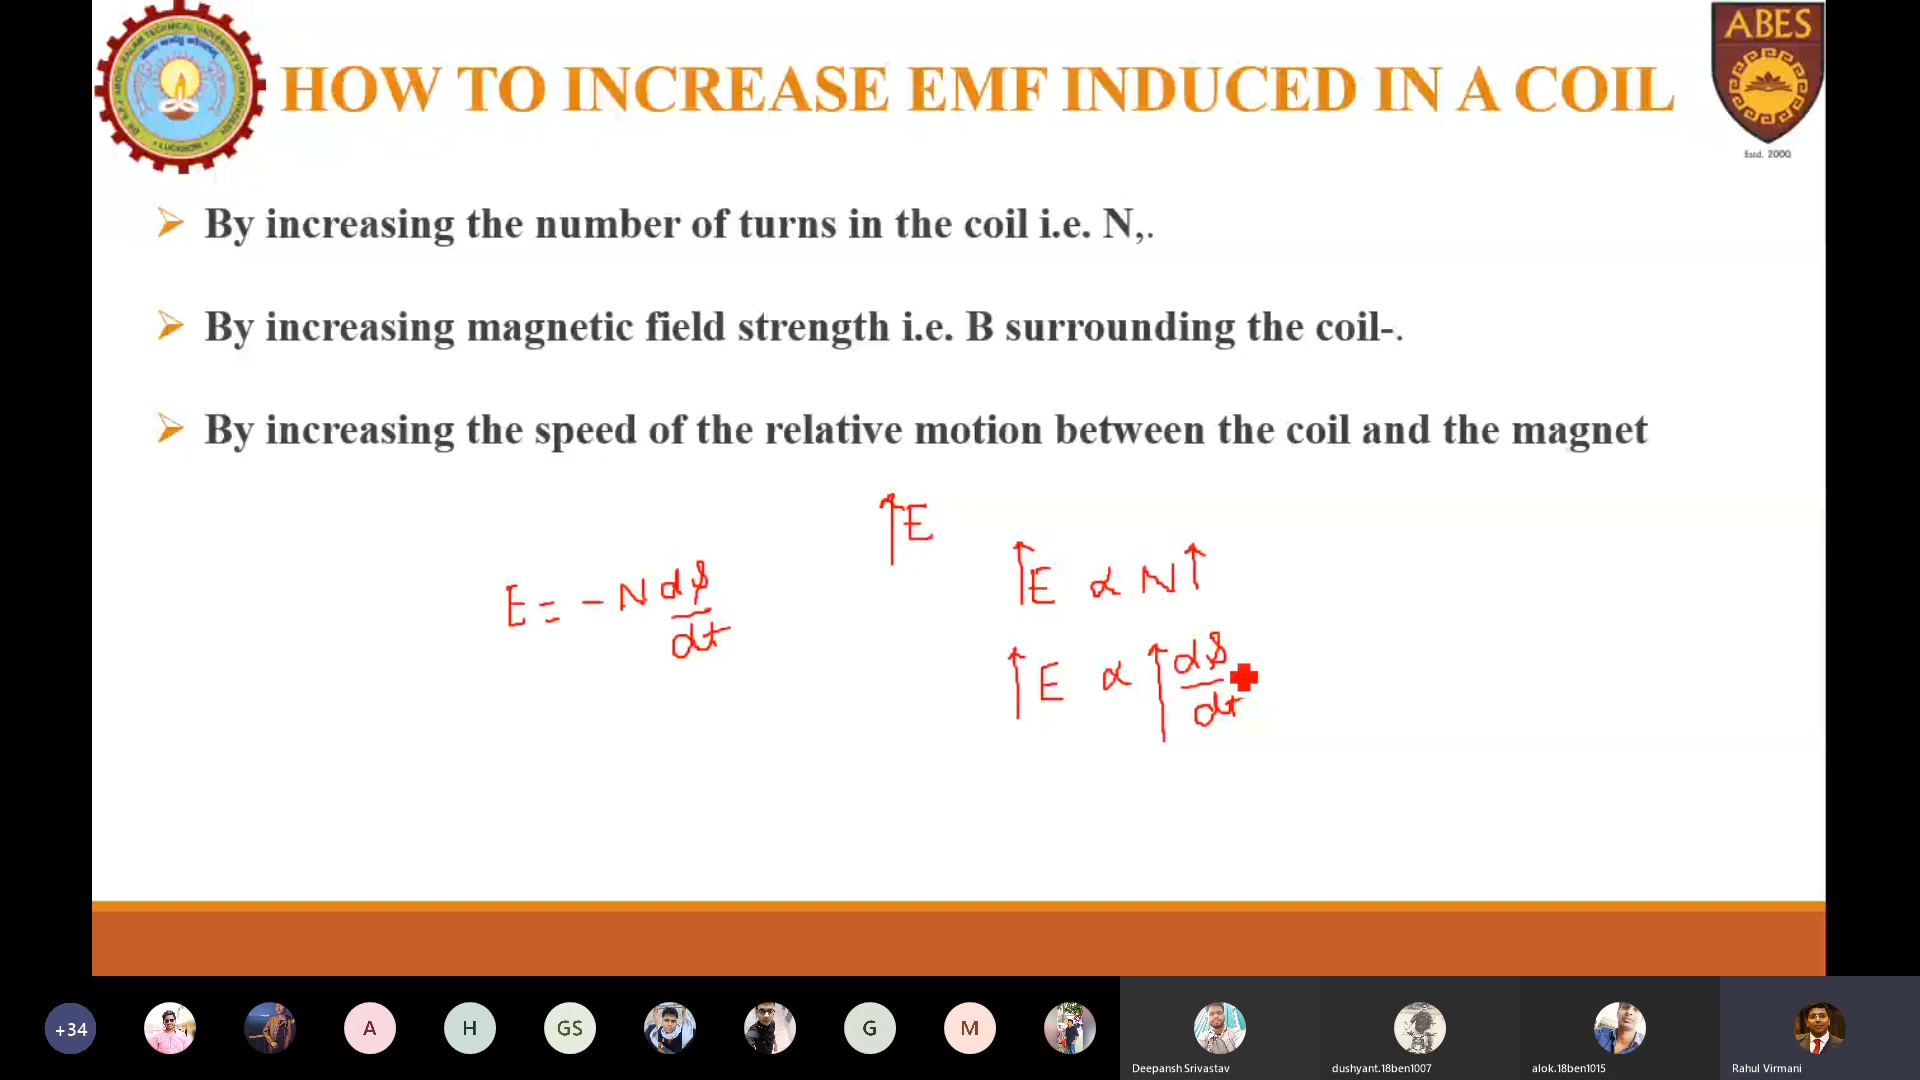 HOW TO INCREASE EMF INDUCED IN A COIL
ABES
Estd. 2000
LUCKNOW
By increasing the number of turns in the coil i.e. N,.
By increasing magnetic field strength i.e. B surrounding the coil-.
By increasing the speed of the relative motion between the coil and the magnet
↑E
E = - N dϕ/dt
↑E ∝ N↑
↑E ∝ ↑dϕ/dt
+34
A
H
GS
G
M
Deepansh Srivastav
dushyant.18ben1007
alok.18ben1015
Rahul Virmani